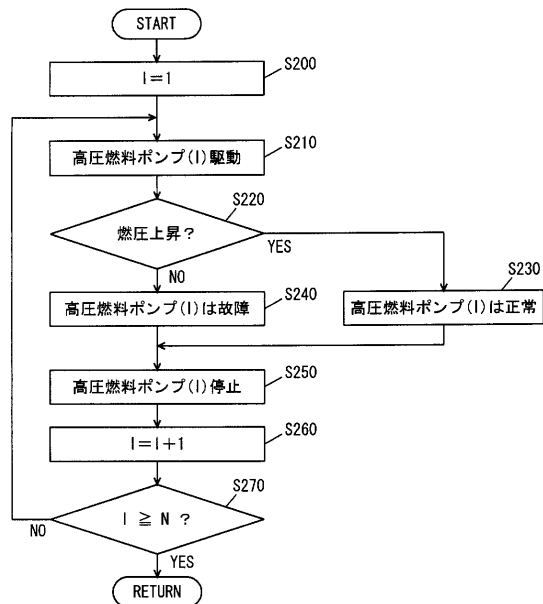 START
I=1
S200
高圧燃料ポンプ(I)駆動
S210
燃圧上昇?
S220
YES
NO
高圧燃料ポンプ(I)は故障
S240
高圧燃料ポンプ(I)は正常
S230
高圧燃料ポンプ(I)停止
S250
I=I+1
S260
I ≧ N ?
S270
NO
YES
RETURN